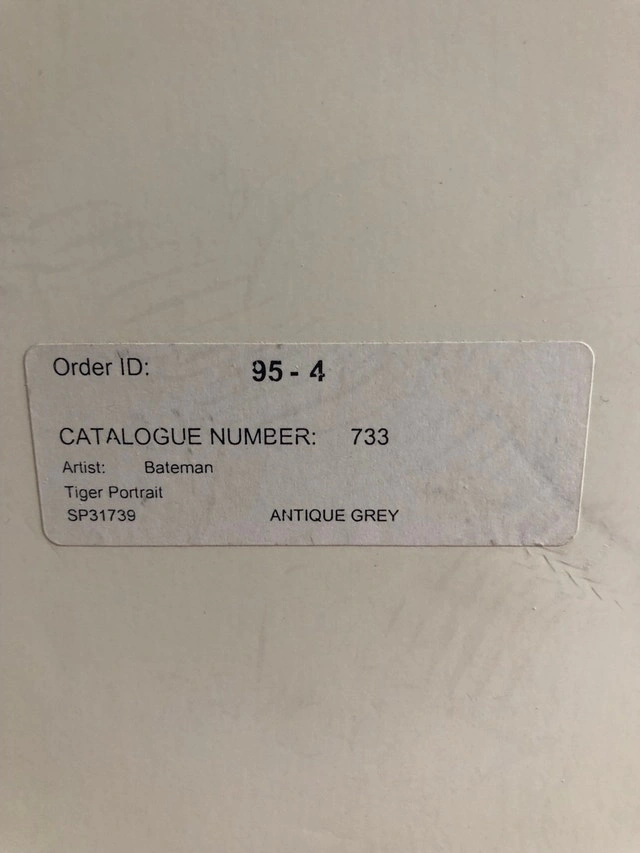 Order ID: 95 - 4
CATALOGUE NUMBER: 733
Artist: Bateman
Tiger Portrait
SP31739 ANTIQUE GREY